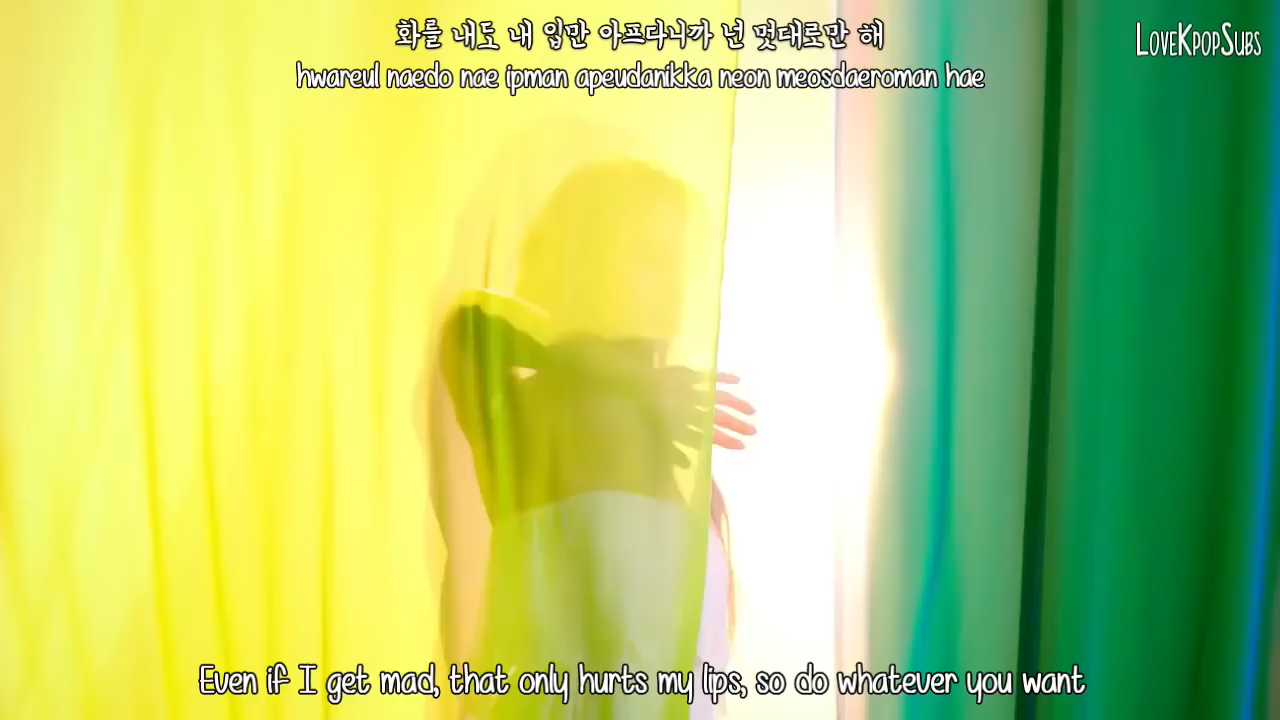 화를 내도 내 입만 아프다니까 넌 멋대로만 해
LoveKpopSubs
hwareul naedo nae ipman apeudanikka neon meosdaeroman hae
Even if I get mad, that only hurts my lips, so do whatever you want